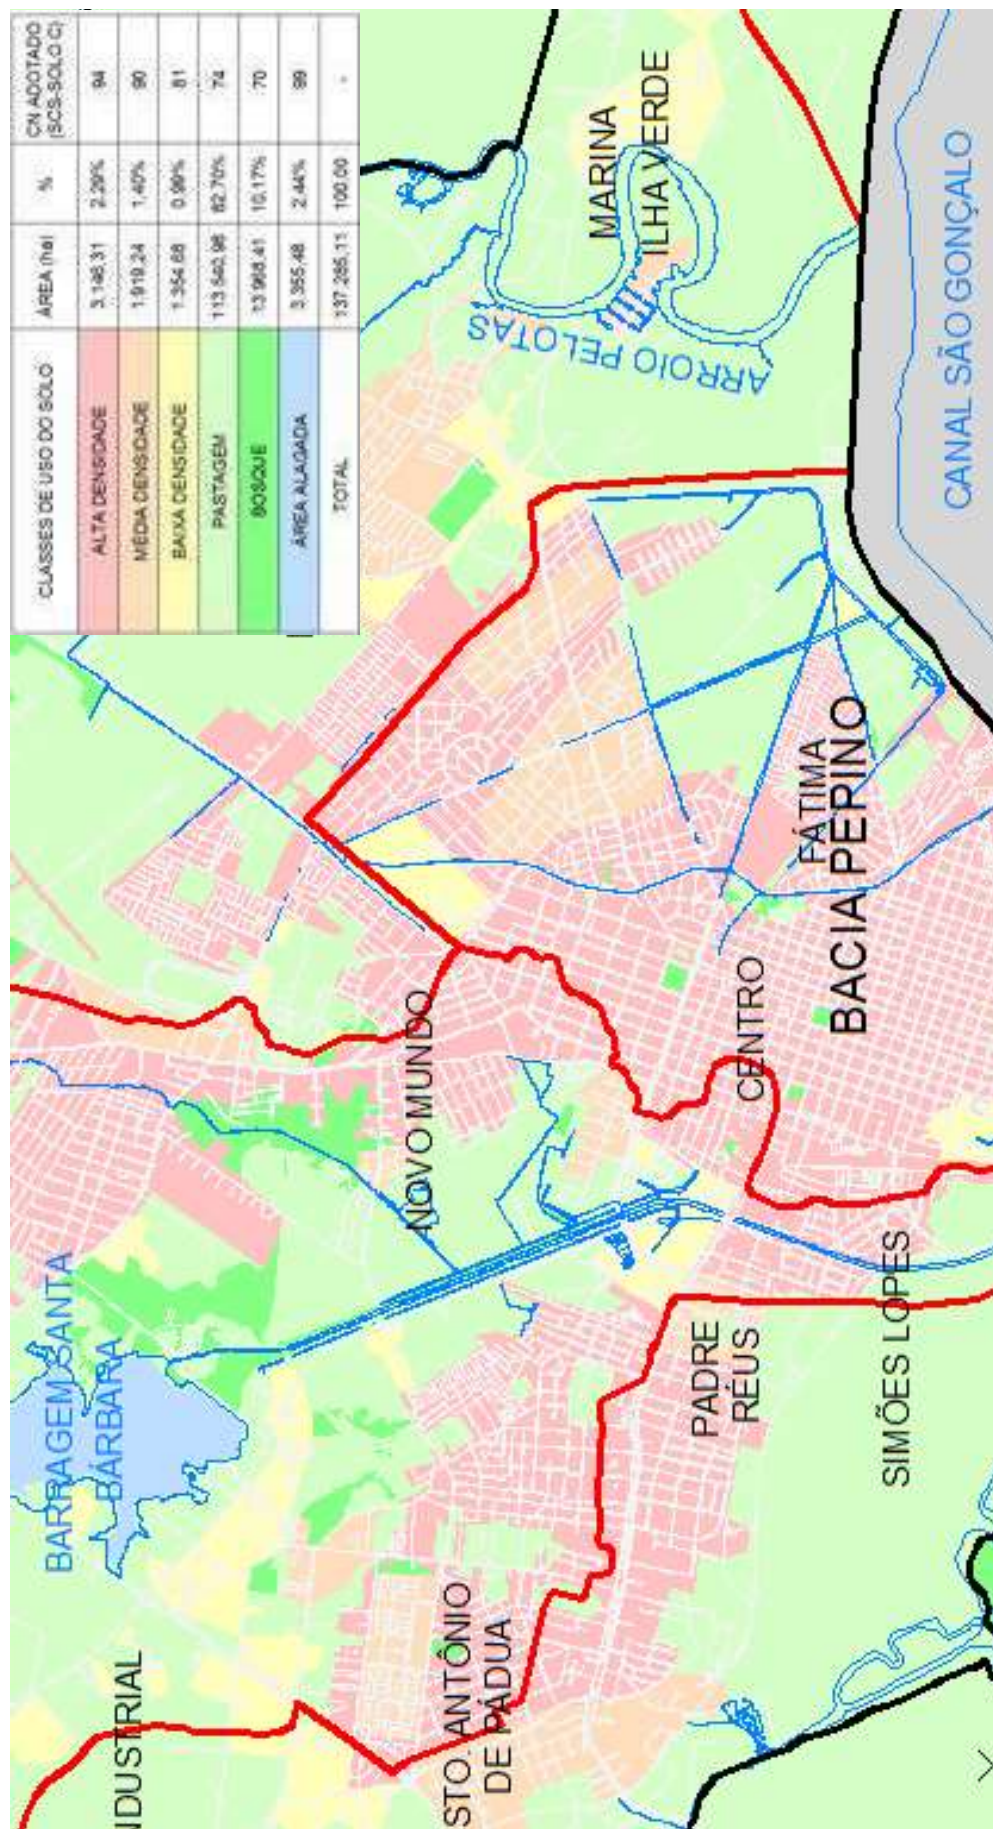 CLASSES DE USO DO SOLO ÁREA (ha) % CN ADOTADO (SCS-SOLO C)
ALTA DENSIDADE 3.146,31 2.29% 94
MÉDIA DENSIDADE 1.919,24 1,40% 90
BAIXA DENSIDADE 1.354,66 0.99% 81
PASTAGEM 113.540,96 82.70% 74
BOSQUE 13.968,41 10,17% 70
ÁREA ALAGADA 3.355,48 2.44% 99
TOTAL 137.285,11 100.00 -
BARRAGEM SANTA
BÁRBARA
NDUSTRIAL
NOVO MUNDO
STO. ANTÔNIO
DE PÁDUA
ARROIO PELOTAS
MARINA
ILHA VERDE
PADRE
RÉUS
CENTRO
FÁTIMA
BACIA PEPINO
SIMÕES LOPES
CANAL SÃO GONÇALO